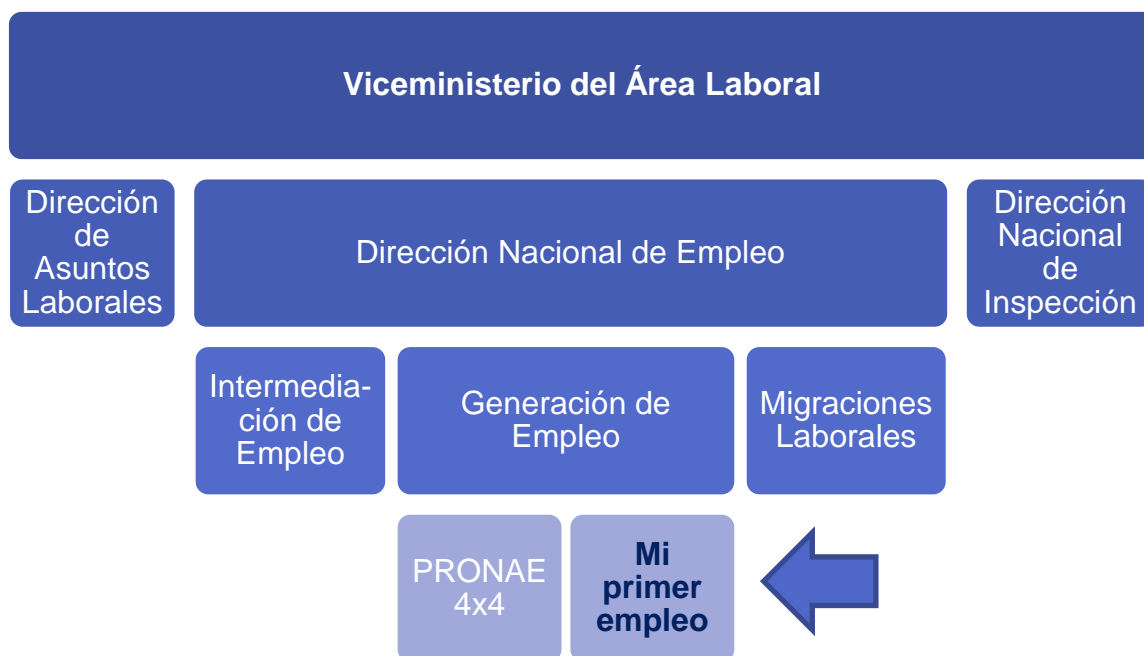 Viceministerio del Área Laboral
Dirección
de
Asuntos
Laborales
Dirección Nacional de Empleo
Dirección
Nacional
de
Inspección
Intermedia-
ción de
Empleo
Generación de
Empleo
Migraciones
Laborales
PRONAE
4x4
Mi
primer
empleo